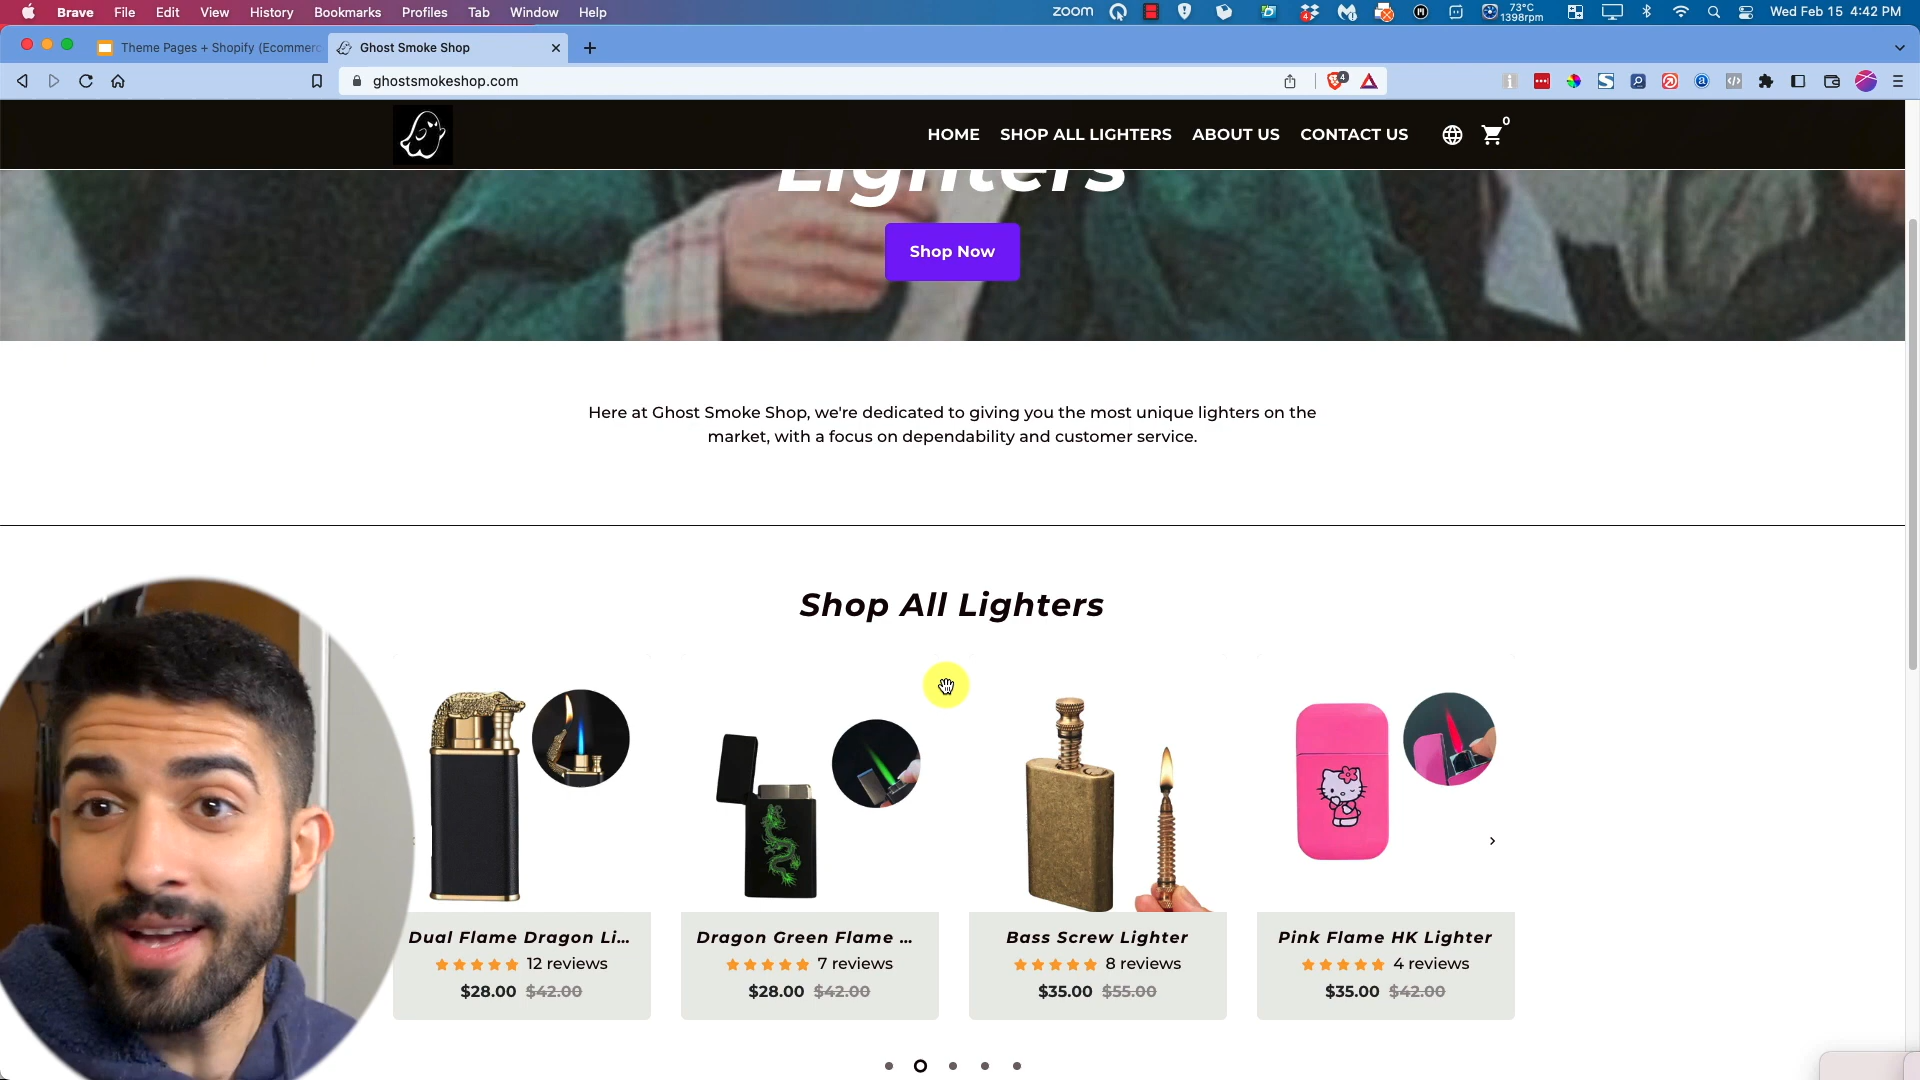 Brave File Edit View History Bookmarks Profiles Tab Window Help zoom 73°C 1398rpm Wed Feb 15 4:42 PM
Theme Pages + Shopify (Ecommerc Ghost Smoke Shop
ghostsmokeshop.com
HOME SHOP ALL LIGHTERS ABOUT US CONTACT US 0
Lighters
Shop Now
Here at Ghost Smoke Shop, we're dedicated to giving you the most unique lighters on the
market, with a focus on dependability and customer service.
Shop All Lighters
Dual Flame Dragon Li... Dragon Green Flame ... Bass Screw Lighter Pink Flame HK Lighter
12 reviews 7 reviews 8 reviews 4 reviews
$28.00 $42.00 $28.00 $42.00 $35.00 $55.00 $35.00 $42.00